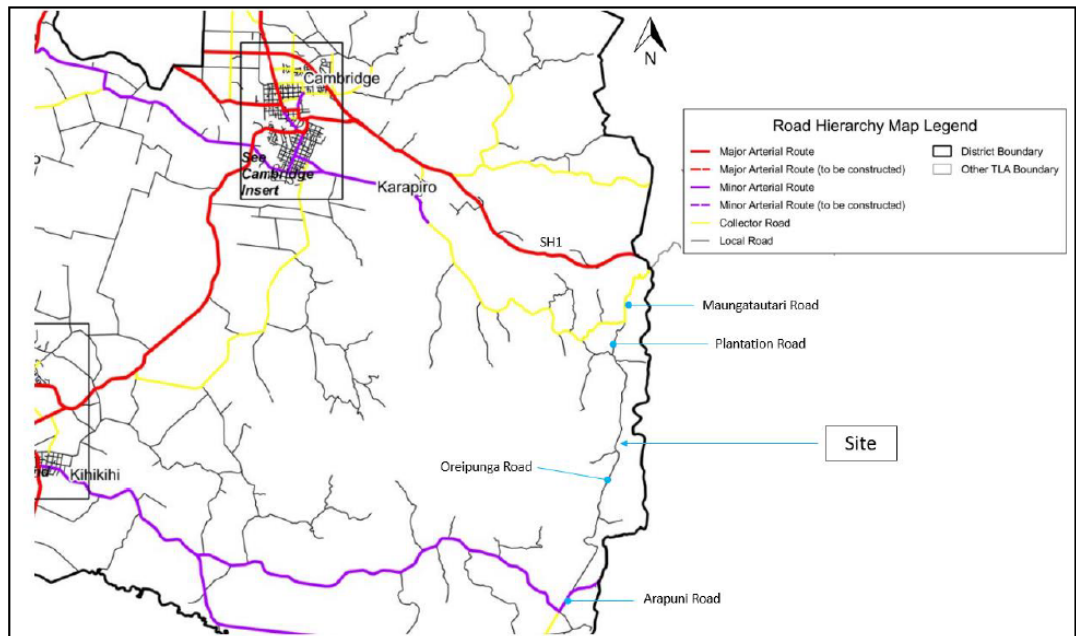 N
Cambridge
See
Cambridge
Insert
Karapiro
SH1
Kihikihi
Road Hierarchy Map Legend
Major Arterial Route
Major Arterial Route (to be constructed)
Minor Arterial Route
Minor Arterial Route (to be constructed)
Collector Road
Local Road
District Boundary
Other TLA Boundary
Maungatautari Road
Plantation Road
Site
Oreipunga Road
Arapuni Road